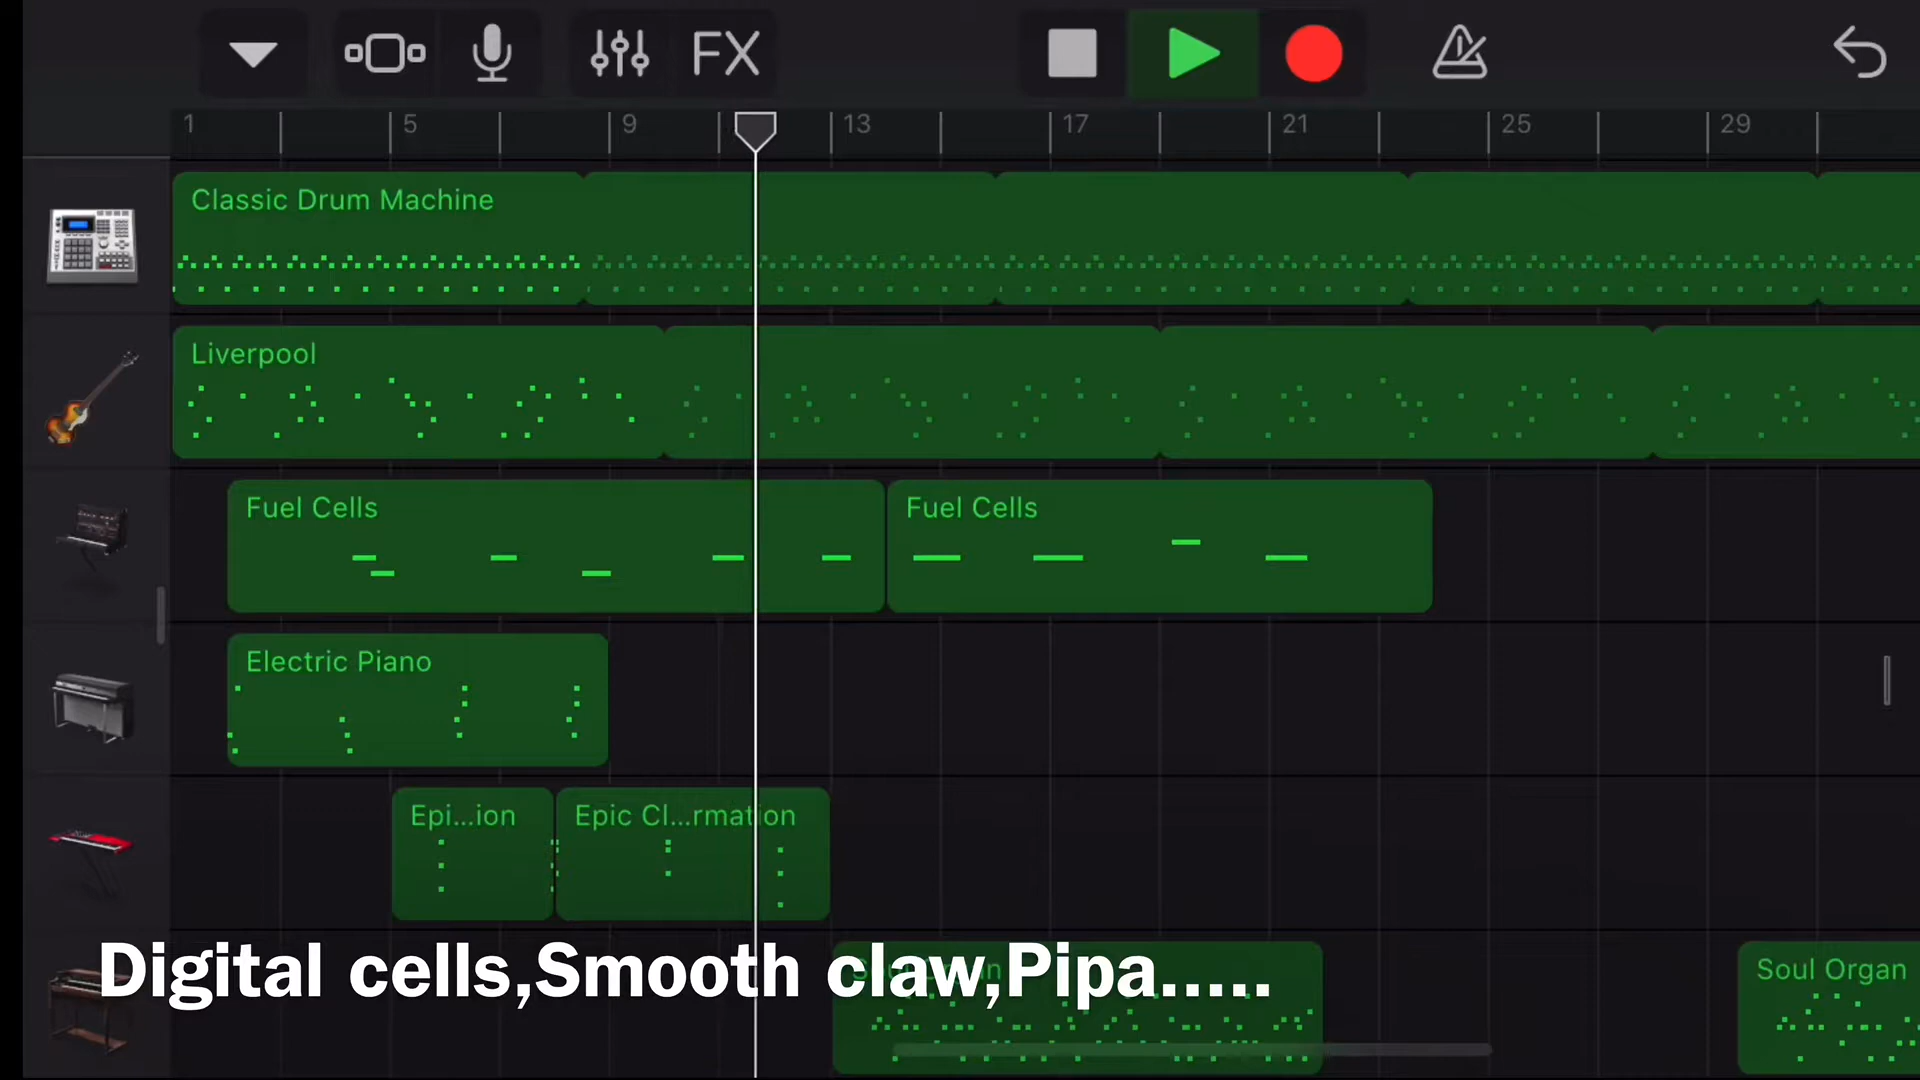 FX
1 5 9 13 17 21 25 29
Classic Drum Machine
Liverpool
Fuel Cells Fuel Cells
Electric Piano
Epi...ion Epic Cl...rmation
Digital cells,Smooth claw,Pipa.....
Soul Organ